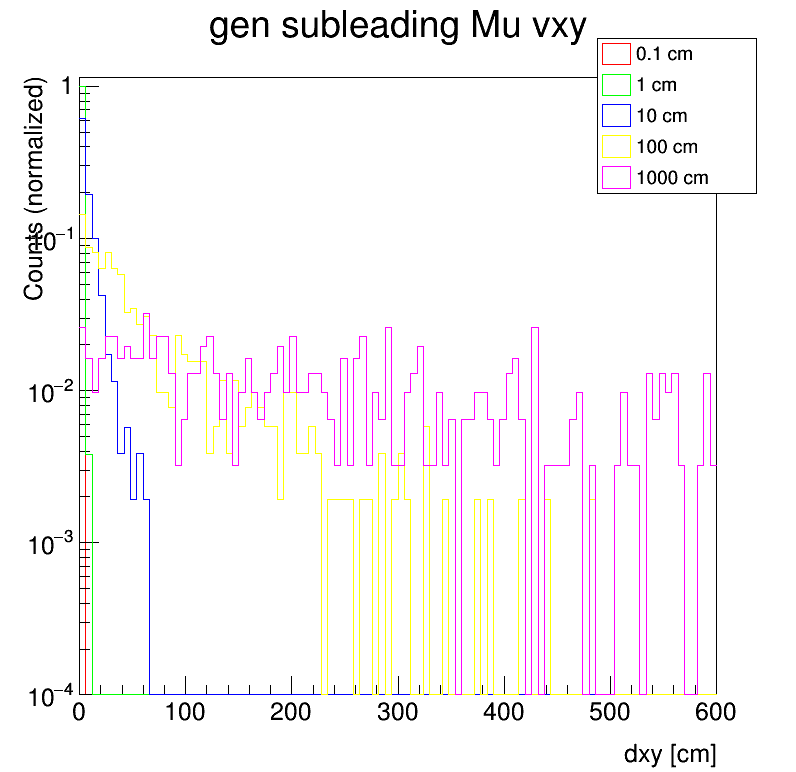 gen subleading Mu vxy
0.1 cm
1 cm
10 cm
100 cm
1000 cm
Counts (normalized)
1
10⁻¹
10⁻²
10⁻³
10⁻⁴
0 100 200 300 400 500 600
dxy [cm]